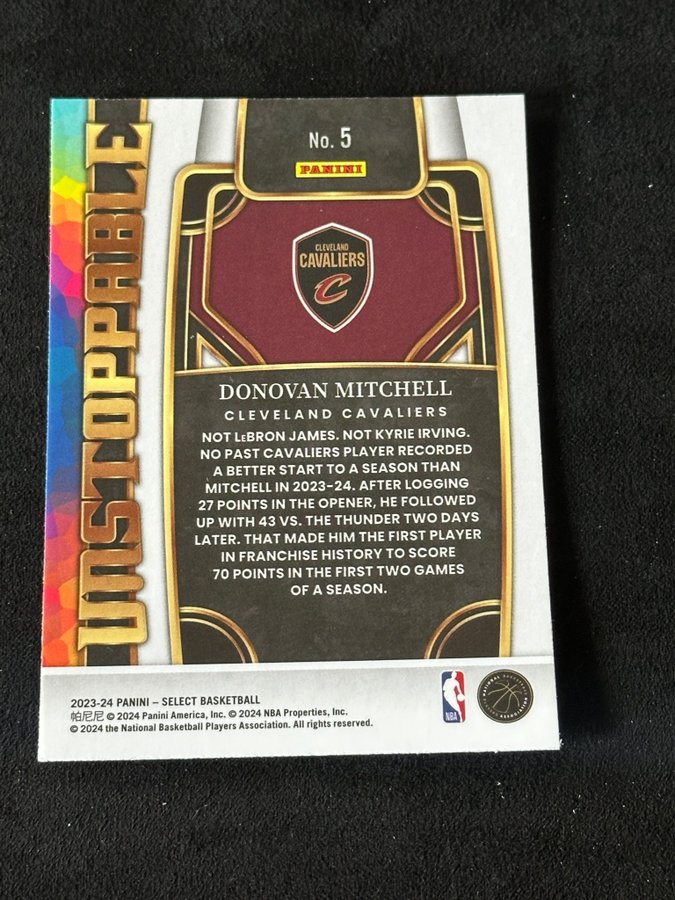 No. 5
PANINI
UNSTOPPABLE
CLEVELAND
CAVALIERS
C
DONOVAN MITCHELL
CLEVELAND CAVALIERS
NOT LeBRON JAMES. NOT KYRIE IRVING.
NO PAST CAVALIERS PLAYER RECORDED
A BETTER START TO A SEASON THAN
MITCHELL IN 2023-24. AFTER LOGGING
27 POINTS IN THE OPENER, HE FOLLOWED
UP WITH 43 VS. THE THUNDER TWO DAYS
LATER. THAT MADE HIM THE FIRST PLAYER
IN FRANCHISE HISTORY TO SCORE
70 POINTS IN THE FIRST TWO GAMES
OF A SEASON.
2023-24 PANINI – SELECT BASKETBALL
帕尼尼 © 2024 Panini America, Inc. © 2024 NBA Properties, Inc.
© 2024 the National Basketball Players Association. All rights reserved.
NBA
NATIONAL BASKETBALL
PLAYERS ASSOCIATION